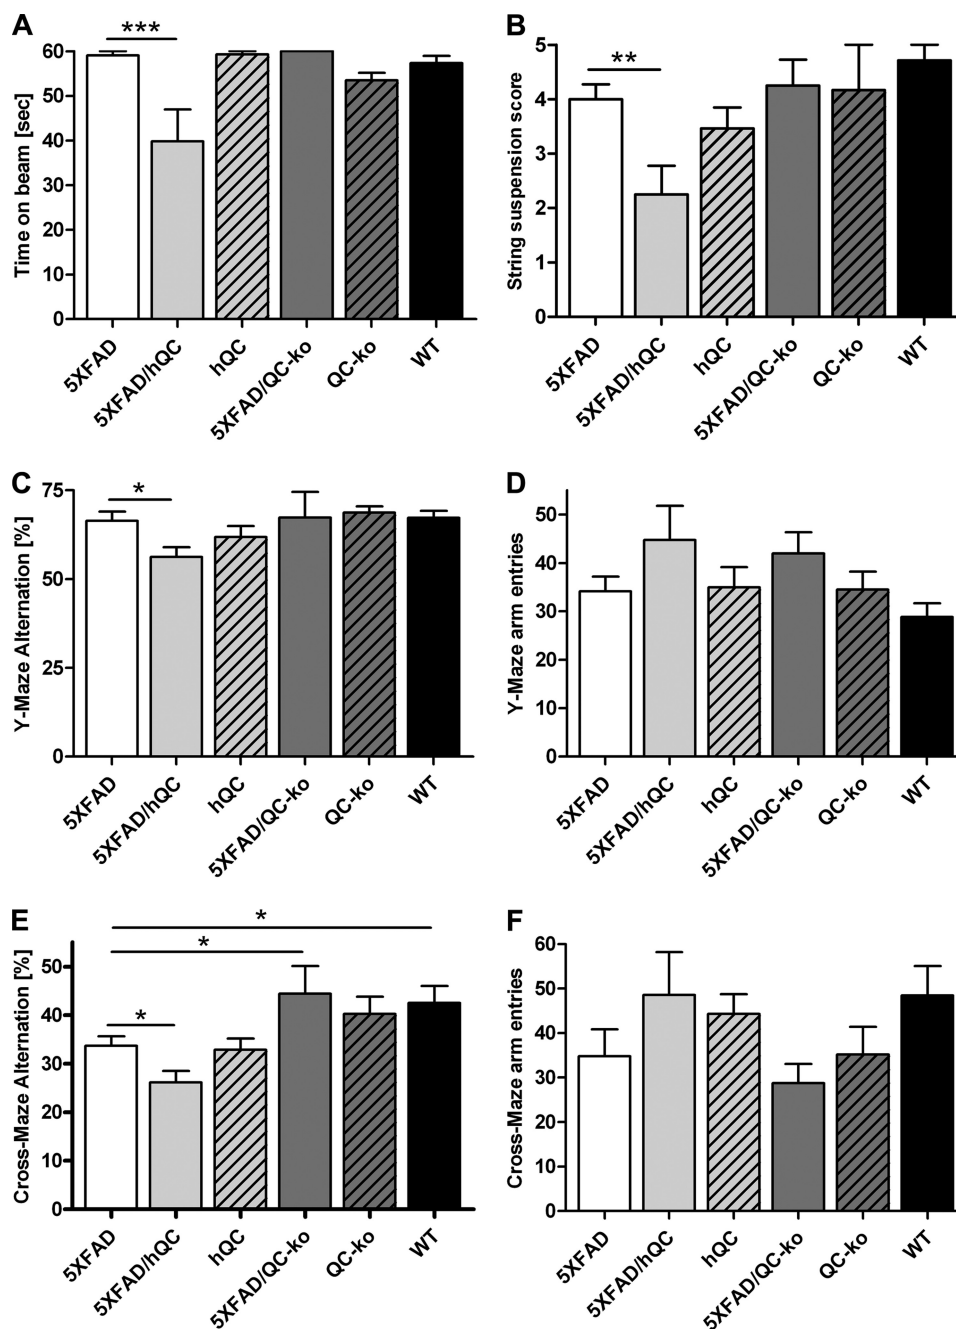 A
***
Time on beam [sec]
60
50
40
30
20
10
0
5XFAD
5XFAD/hQC
hQC
5XFAD/QC-ko
QC-ko
WT
B
**
String suspension score
5
4
3
2
1
0
5XFAD
5XFAD/hQC
hQC
5XFAD/QC-ko
QC-ko
WT
C
*
Y-Maze Alternation [%]
75
50
25
0
5XFAD
5XFAD/hQC
hQC
5XFAD/QC-ko
QC-ko
WT
D
Y-Maze arm entries
50
40
30
20
10
0
5XFAD
5XFAD/hQC
hQC
5XFAD/QC-ko
QC-ko
WT
E
*
*
*
Cross-Maze Alternation [%]
50
40
30
20
10
0
5XFAD
5XFAD/hQC
hQC
5XFAD/QC-ko
QC-ko
WT
F
Cross-Maze arm entries
60
50
40
30
20
10
0
5XFAD
5XFAD/hQC
hQC
5XFAD/QC-ko
QC-ko
WT